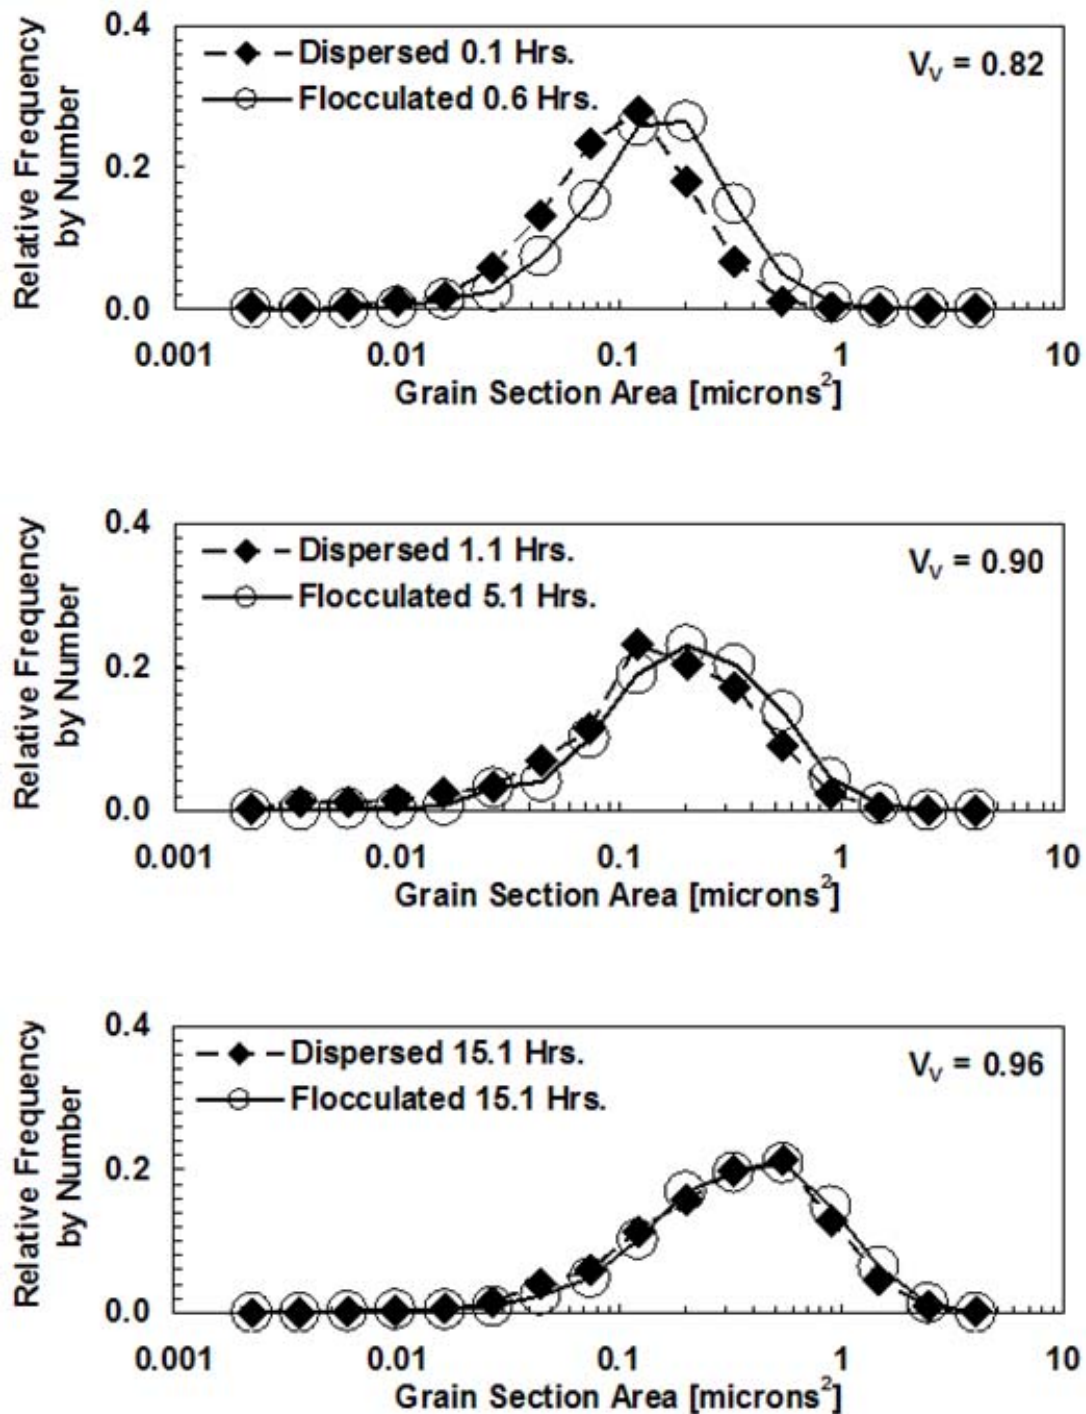 Relative Frequency
by Number
0.4
0.2
0.0
Dispersed 0.1 Hrs.
Flocculated 0.6 Hrs.
Vv = 0.82
0.001 0.01 0.1 1 10
Grain Section Area [microns²]
Relative Frequency
by Number
0.4
0.2
0.0
Dispersed 1.1 Hrs.
Flocculated 5.1 Hrs.
Vv = 0.90
0.001 0.01 0.1 1 10
Grain Section Area [microns²]
Relative Frequency
by Number
0.4
0.2
0.0
Dispersed 15.1 Hrs.
Flocculated 15.1 Hrs.
Vv = 0.96
0.001 0.01 0.1 1 10
Grain Section Area [microns²]